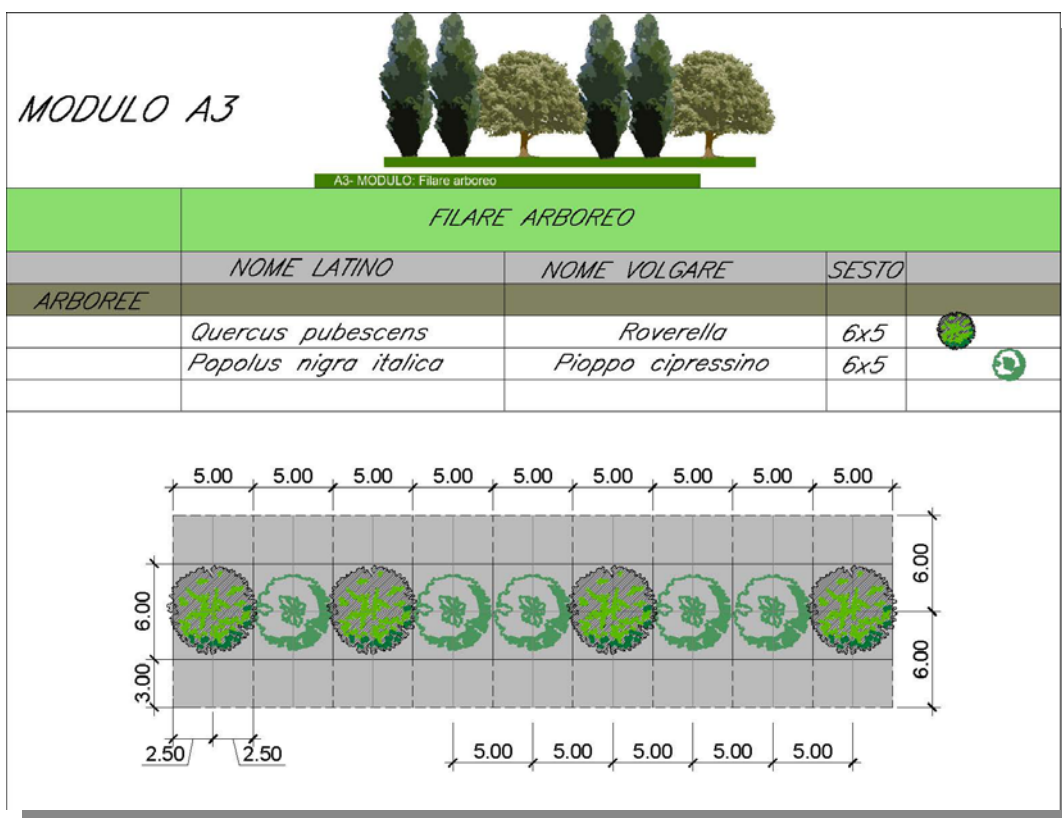 MODULO A3
A3- MODULO: Filare arboreo
FILARE ARBOREO
NOME LATINO NOME VOLGARE SESTO
ARBOREE
Quercus pubescens Roverella 6x5
Popolus nigra italica Pioppo cipressino 6x5
5.00 5.00 5.00 5.00 5.00 5.00 5.00 5.00 5.00
6.00
6.00
6.00
3.00
2.50 2.50
5.00 5.00 5.00 5.00 5.00